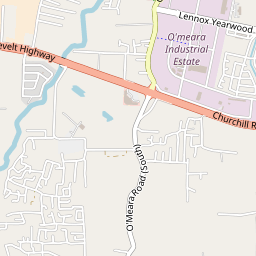 Lennox Yearwood
O'meara
Industrial
Estate
evelt Highway
Churchill R
O'Meara Road (South)